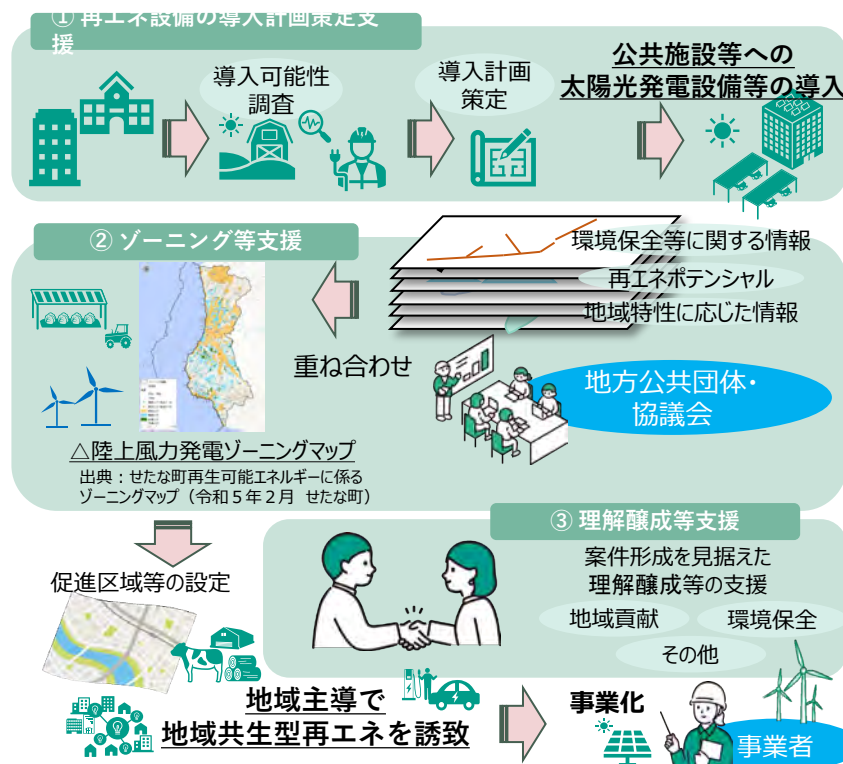 ① 再エネ設備の導入計画策定支
援
導入可能性
調査
導入計画
策定
公共施設等への
太陽光発電設備等の導入
② ゾーニング等支援
環境保全等に関する情報
再エネポテンシャル
地域特性に応じた情報
重ね合わせ
地方公共団体・
協議会
△陸上風力発電ゾーニングマップ
出典：せたな町再生可能エネルギーに係る
ゾーニングマップ（令和５年２月 せたな町）
③ 理解醸成等支援
案件形成を見据えた
理解醸成等の支援
地域貢献
環境保全
その他
促進区域等の設定
地域主導で
地域共生型再エネを誘致
事業化
事業者